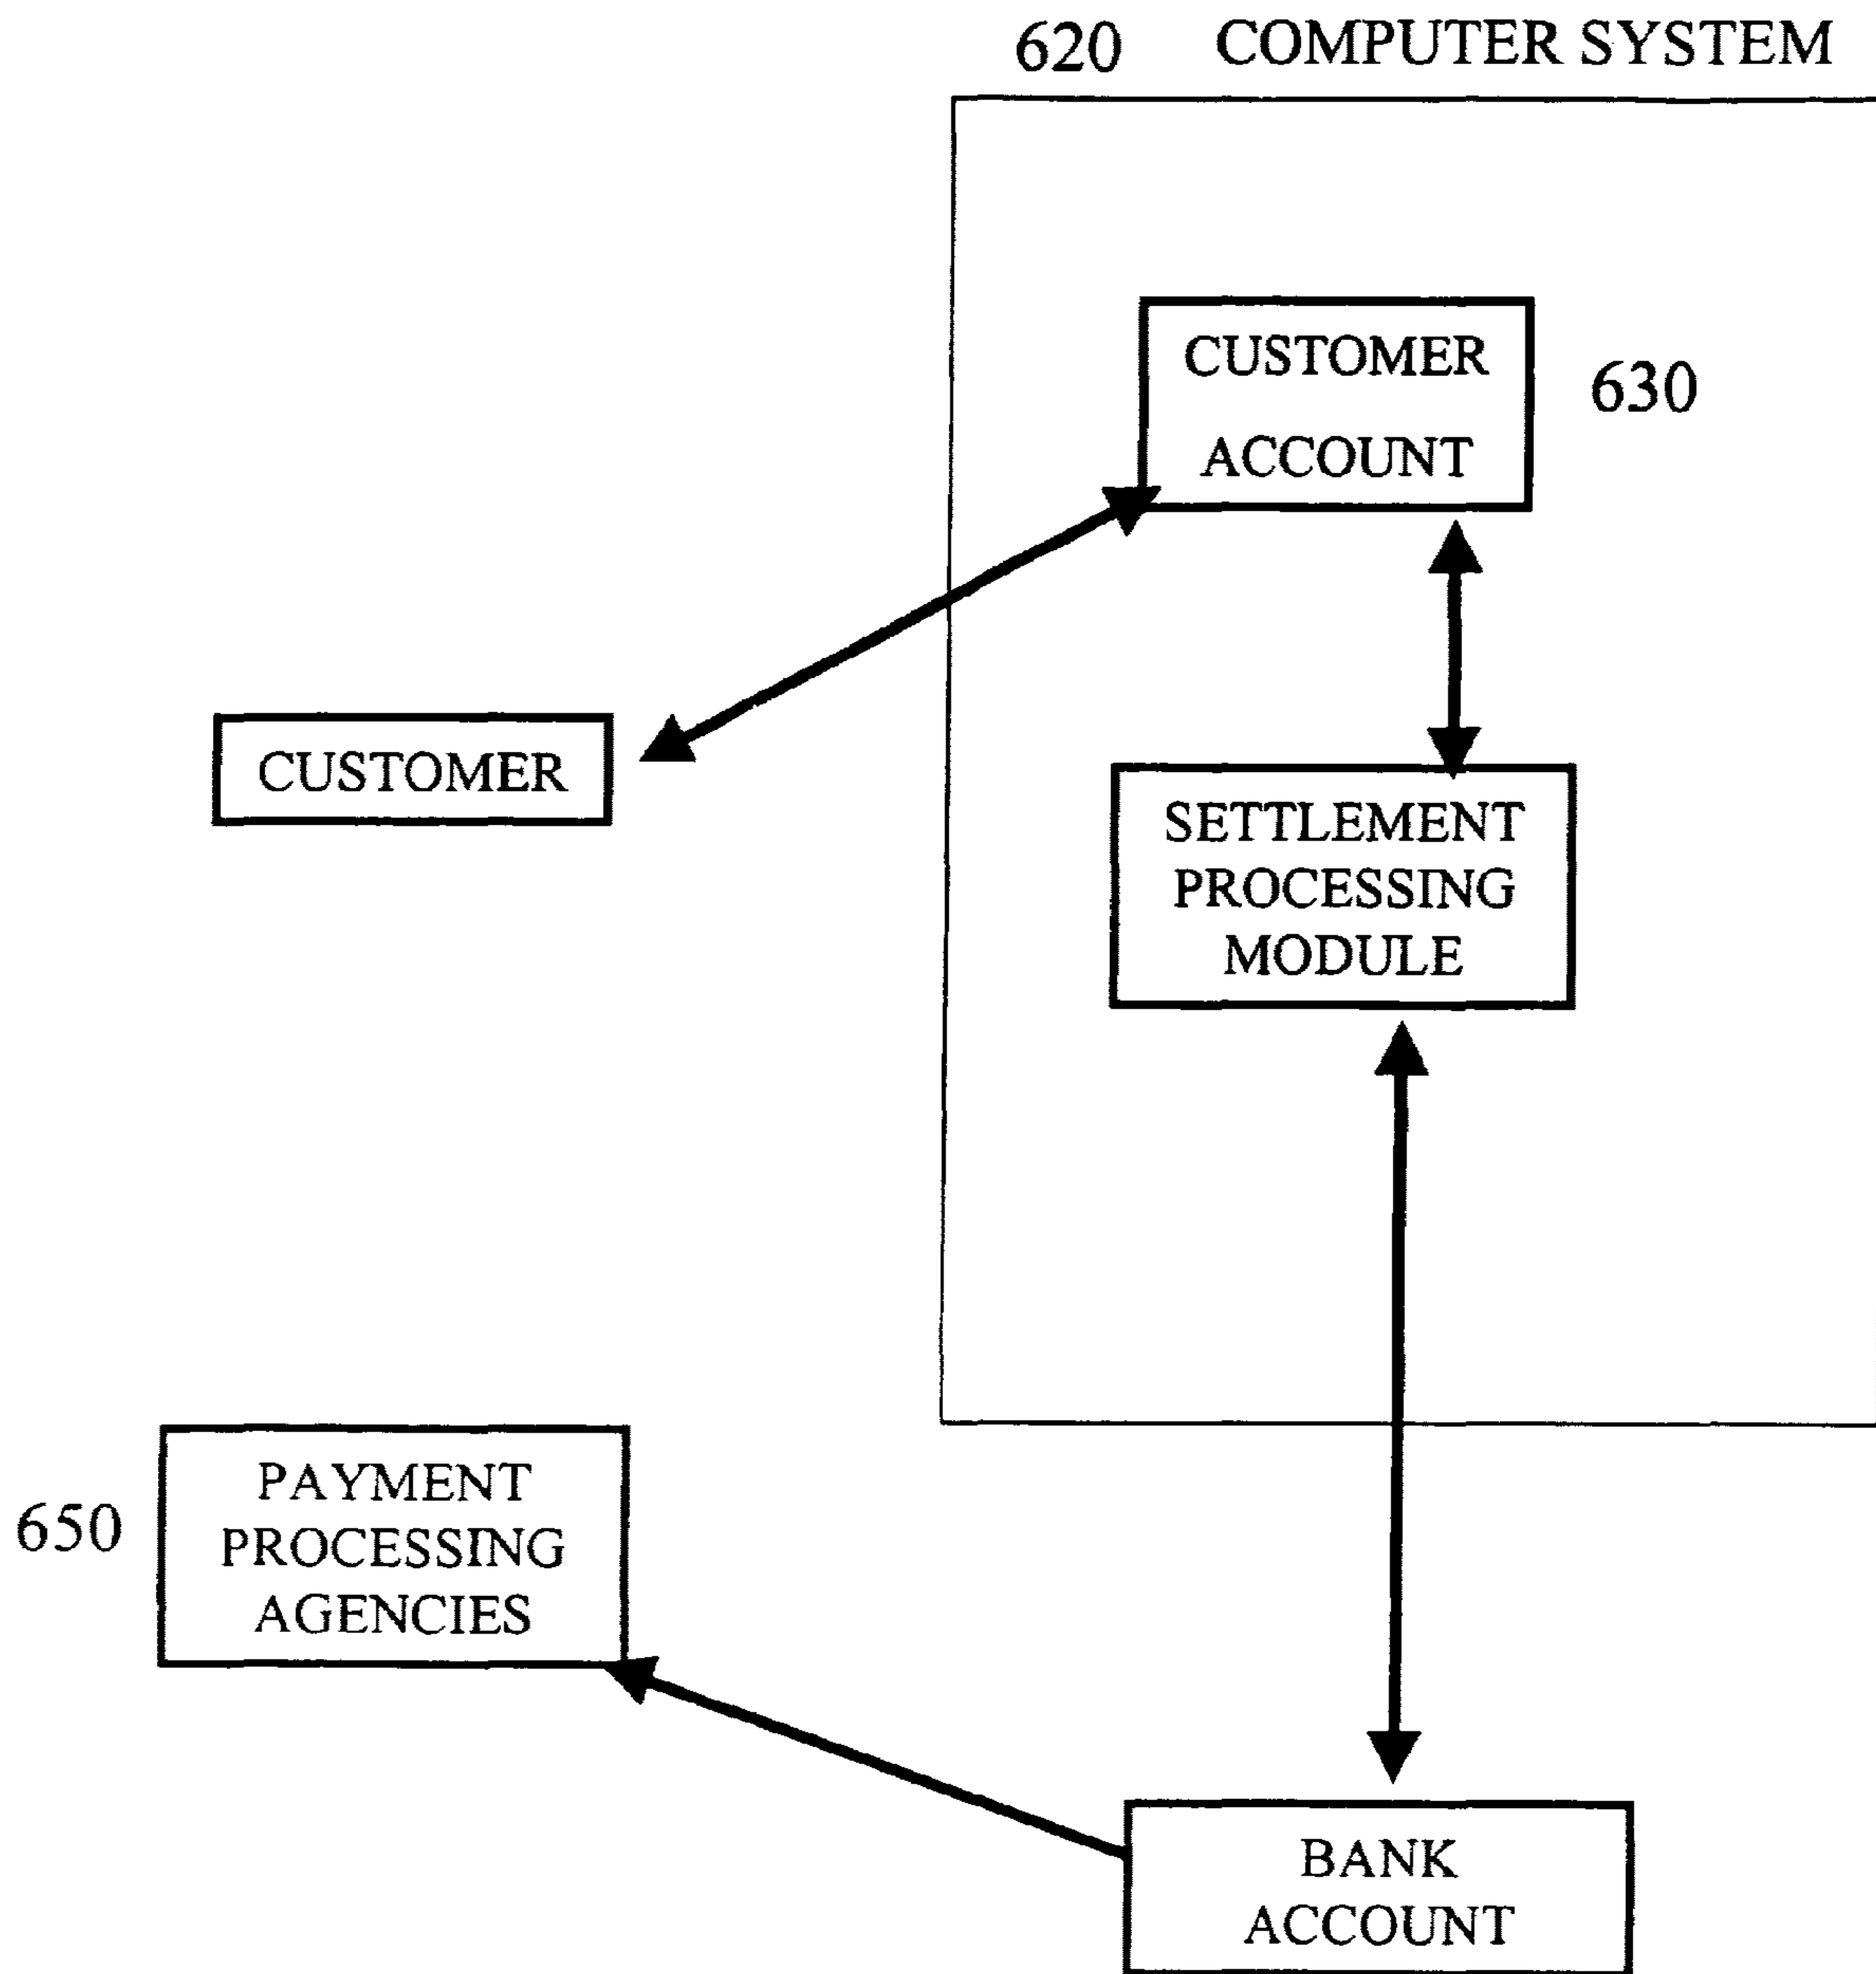 620 COMPUTER SYSTEM
CUSTOMER
ACCOUNT
630
CUSTOMER
SETTLEMENT
PROCESSING
MODULE
650
PAYMENT
PROCESSING
AGENCIES
BANK
ACCOUNT